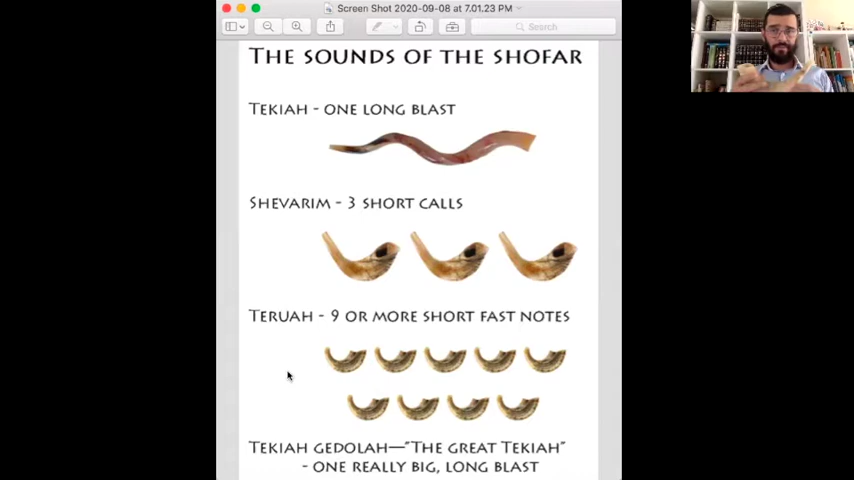 Screen Shot 2020-09-08 at 7.01.23 PM
Search
THE SOUNDS OF THE SHOFAR
TEKIAH - ONE LONG BLAST
SHEVARIM - 3 SHORT CALLS
TERUAH - 9 OR MORE SHORT FAST NOTES
TEKIAH GEDOLAH—"THE GREAT TEKIAH"
- ONE REALLY BIG, LONG BLAST